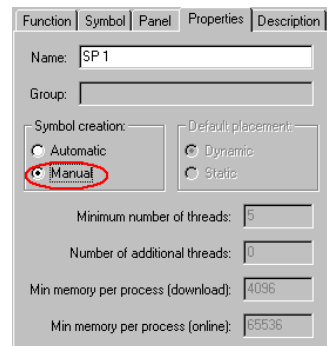 Function Symbol Panel Properties Description
Name: SP 1
Group:
Symbol creation: Default placement:
Automatic Dynamic
Manual Static
Minimum number of threads: 5
Number of additional threads: 0
Min memory per process (download): 4096
Min memory per process (online): 65536